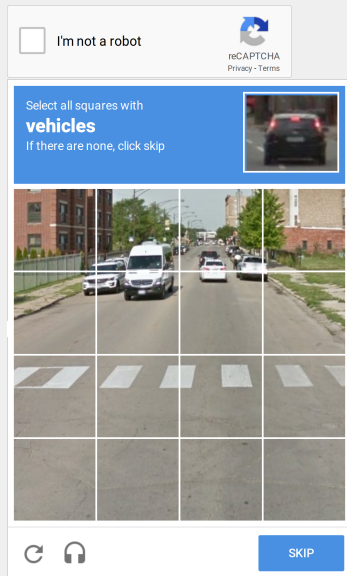 I'm not a robot
reCAPTCHA
Privacy - Terms
Select all squares with
vehicles
If there are none, click skip
SKIP